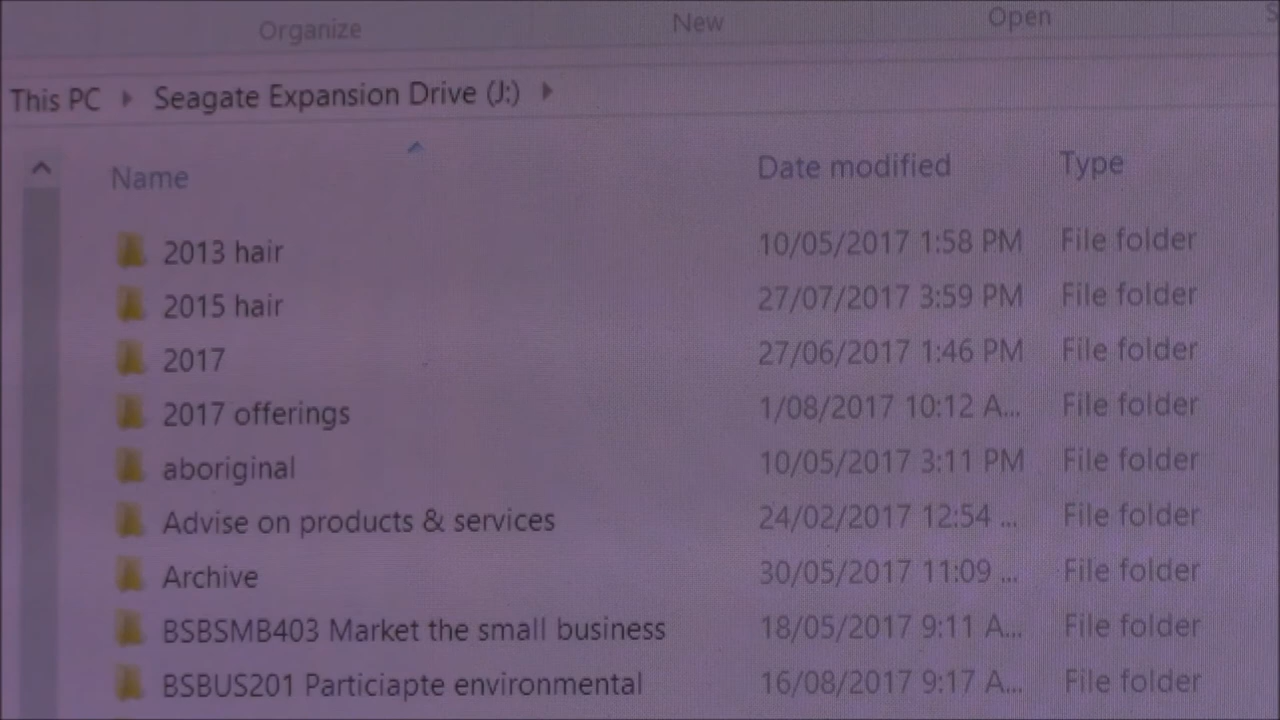 Organize New Open
This PC Seagate Expansion Drive (J:)
Name Date modified Type
2013 hair 10/05/2017 1:58 PM File folder
2015 hair 27/07/2017 3:59 PM File folder
2017 27/06/2017 1:46 PM File folder
2017 offerings 1/08/2017 10:12 A... File folder
aboriginal 10/05/2017 3:11 PM File folder
Advise on products & services 24/02/2017 12:54 ... File folder
Archive 30/05/2017 11:09 ... File folder
BSBSMB403 Market the small business 18/05/2017 9:11 A... File folder
BSBUS201 Particiapte environmental 16/08/2017 9:17 A... File folder